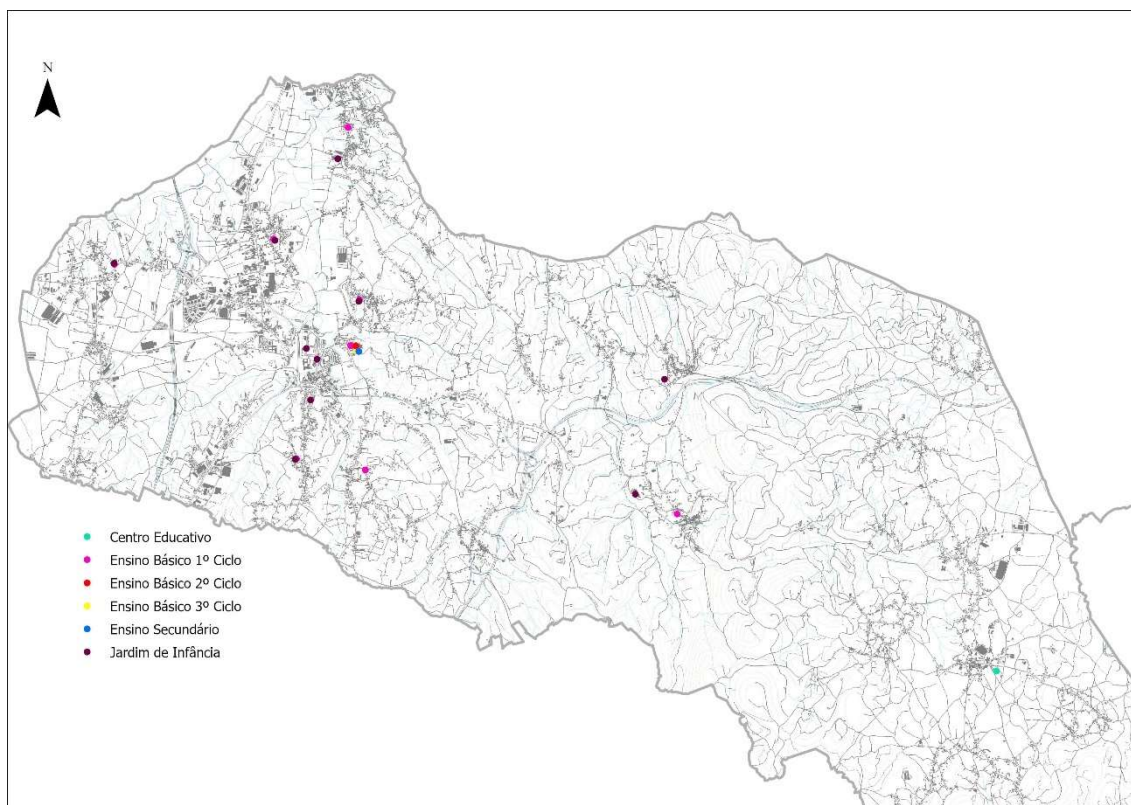 N
Centro Educativo
Ensino Básico 1º Ciclo
Ensino Básico 2º Ciclo
Ensino Básico 3º Ciclo
Ensino Secundário
Jardim de Infância